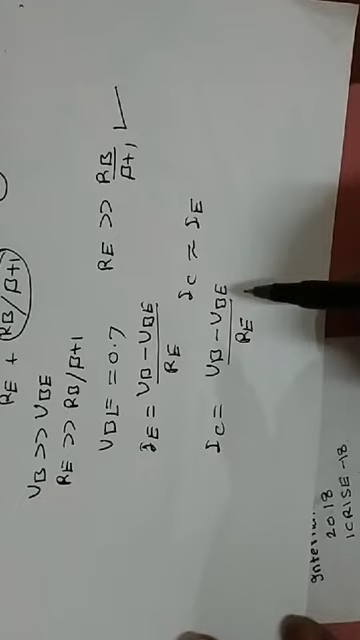 RE + RB/β+1
VB >> VBE
RE >> RB/β+1
VBE = 0.7 RE >> RB/β+1 ✓
IE = VB - VBE / RE IC ≈ IE
IC = VB - VBE / RE
2018
ICRISE-18